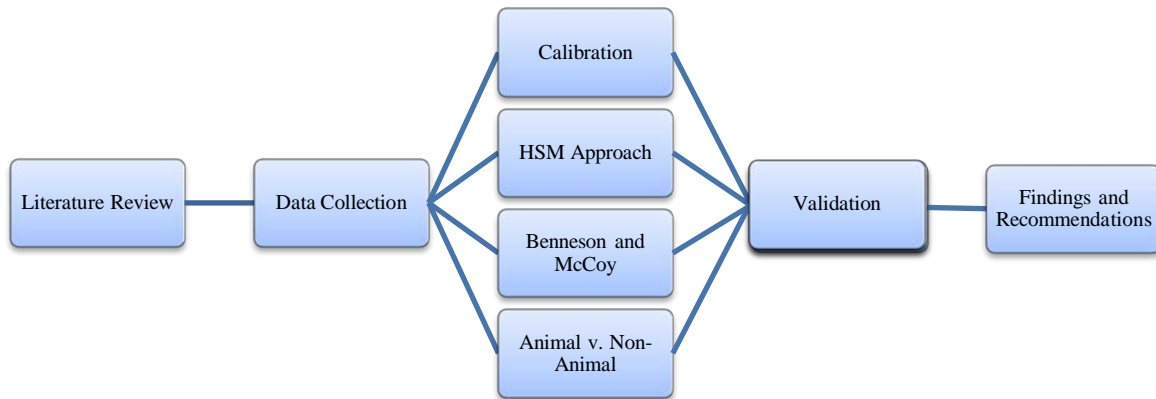 Literature Review
Data Collection
Calibration
HSM Approach
Benneson and
McCoy
Animal v. Non-
Animal
Validation
Findings and
Recommendations